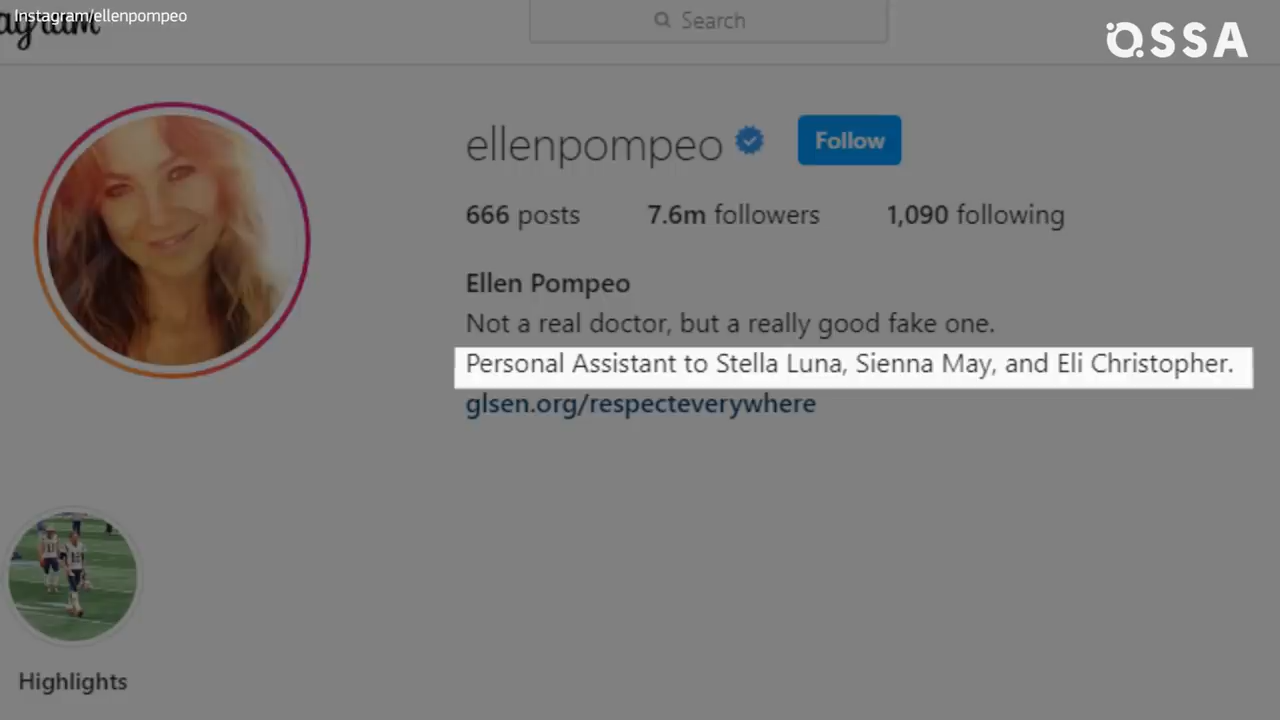 Instagram/ellenpompeo
agram
Search
OSSA
ellenpompeo
Follow
666 posts 7.6m followers 1,090 following
Ellen Pompeo
Not a real doctor, but a really good fake one.
Personal Assistant to Stella Luna, Sienna May, and Eli Christopher.
glsen.org/respecteverywhere
Highlights